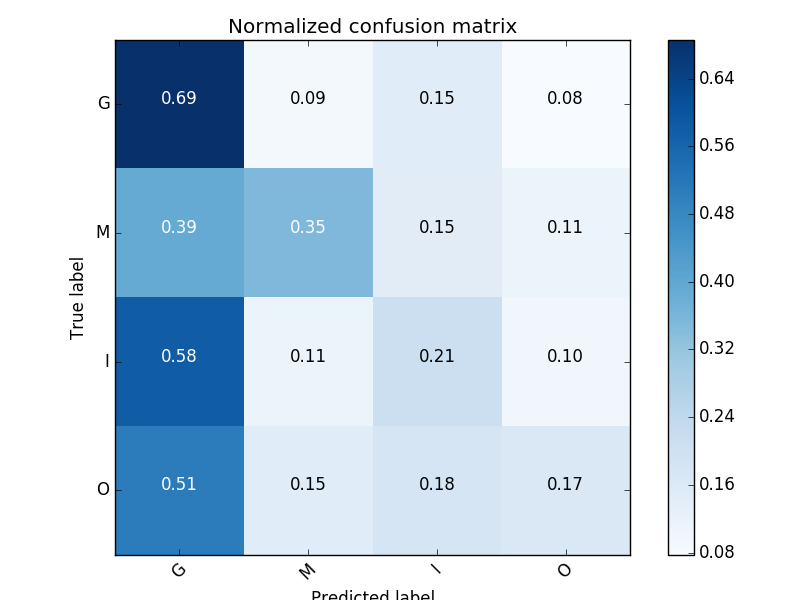 Normalized confusion matrix
G 0.69 0.09 0.15 0.08
M 0.39 0.35 0.15 0.11
I 0.58 0.11 0.21 0.10
O 0.51 0.15 0.18 0.17
True label
G M I O
Predicted label
0.64
0.56
0.48
0.40
0.32
0.24
0.16
0.08